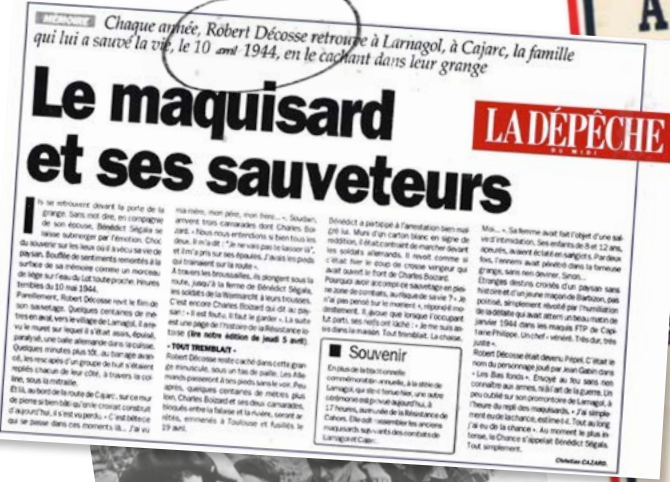 MÉMOIRE Chaque année, Robert Décosse retrouve à Larnagol, à Cajarc, la famille
qui lui a sauvé la vie, le 10 avril 1944, en le cachant dans leur grange
Le maquisard
et ses sauveteurs
LA DÉPÊCHE
DU MIDI
Ils se retrouvent devant la porte de la
grange. Sans mot dire, en compagnie
de son épouse, Bénédict Ségala se
laisse submerger par l'émotion. Choc
du souvenir sur les lieux où il a vécu sa vie de
paysan. Bouffée de sentiments remontés à la
surface de sa mémoire comme un morceau
de liège sur l'eau du Lot toute proche. Heures
terribles du 10 mai 1944.
Pareillement, Robert Décosse revit le film de
son sauvetage. Quelques centaines de mè-
tres en aval, vers le village de Larnagol, il a re-
vu le muret sur lequel il s'était assis, épuisé,
paralysé, une balle allemande dans
Quelques minutes plus tôt, au barrage avan-
cé, les rescapés d'un groupe de huit s'étaient
repliés chacun de leur côté, à travers la col-
line, sous la mitraille.
Et là, au bord de la route de Cajarc, sur ce mur
de pierre si bien bâti qu'on le croirait construit
d'aujourd'hui, il s'est vu perdu. « C'est bête ce
qui se passe dans ces moments là... J'ai vu
ma mère, mon père, mon frère... ». Soudain,
arrivent trois camarades dont Charles Boi-
zard. « Nous nous entendions si bien tous les
deux. Il m'a dit : "Je ne vais pas te laisser là",
et il m'a pris sur ses épaules. J'avais les pieds
qui traînaient sur la route ».
A travers les broussailles, ils plongent sous la
route, jusqu'à la ferme de Bénédict Ségala,
les soldats de la Wehrmacht à leurs trousses.
C'est encore Charles Boizard qui dit au pay-
san : « Il est foutu. Il faut le garder ». La suite
est une page de l'histoire de la Résistance lo-
toise (lire notre édition de jeudi 5 avril).
« TOUT TREMBLAIT »
Robert Décosse reste caché dans cette gran-
ge minuscule, sous un tas de paille. Les Alle-
mands passeront à ses pieds sans le voir. Peu
après, quelques centaines de mètres plus
loin, Charles Boizard et ses deux camarades,
bloqués entre la falaise et la rivière, seront ar-
rêtés, emmenés à Toulouse et fusillés le
19 avril.
Bénédict a participé à l'arrestation bien mal-
gré lui. Muni d'un carton blanc en signe de
reddition, il était contraint de marcher devant
les soldats allemands. Il revoit comme si
c'était hier le coup de crosse vengeur qui
avait ouvert le front de Charles Boizard.
Pourquoi avoir accompli ce sauvetage en plei-
ne zone de combats, au risque de sa vie ? « Je
n'ai pas pensé sur le moment », répond-il mo-
destement. Il avoue que lorsque l'occupant
fut parti, ses nerfs ont lâché : « Je me suis as-
sis dans la maison. Tout tremblait. La chaise.
Moi... ». Sa femme avait fait l'objet d'une sal-
ve d'intimidation. Ses enfants de 8 et 12 ans,
apeurés, avaient éclaté en sanglots. Par deux
fois, l'ennemi avait pénétré dans la fameuse
grange, sans rien deviner. Sinon...
Étranges destins croisés d'un paysan sans
histoire et d'un jeune maçon de Barbizon, pas
politisé, simplement révolté par l'humiliation
de la défaite qui avait atterri un beau matin de
janvier 1944 dans les maquis FTP de Capi-
taine Philippe. Un chef « vénéré. Très dur, très
juste ».
Robert Décosse était devenu Pépel. C'était le
nom du personnage joué par Jean Gabin dans
« Les Bas fonds ». Envoyé au feu sans rien
connaître aux armes, ni à l'art de la guerre. Un
peu oublié sur son promontoire de Larnagol, à
l'heure du repli des maquisards. « J'ai simple-
ment eu de la chance, estime-t-il. Tout au long
j'ai eu de la chance ». Au moment le plus in-
tense, la Chance s'appelait Bénédict Ségala.
Tout simplement.
Christian CAZARD.
Souvenir
En plus de la traditionnelle
commémoration annuelle, à la stèle de
Larnagol, qui doit se tenir hier, une autre
cérémonie est prévue aujourd'hui, à
17 heures, au musée de la Résistance de
Cahors. Elle doit rassembler les anciens
maquisards survivants des combats de
Larnagol et Cajarc.